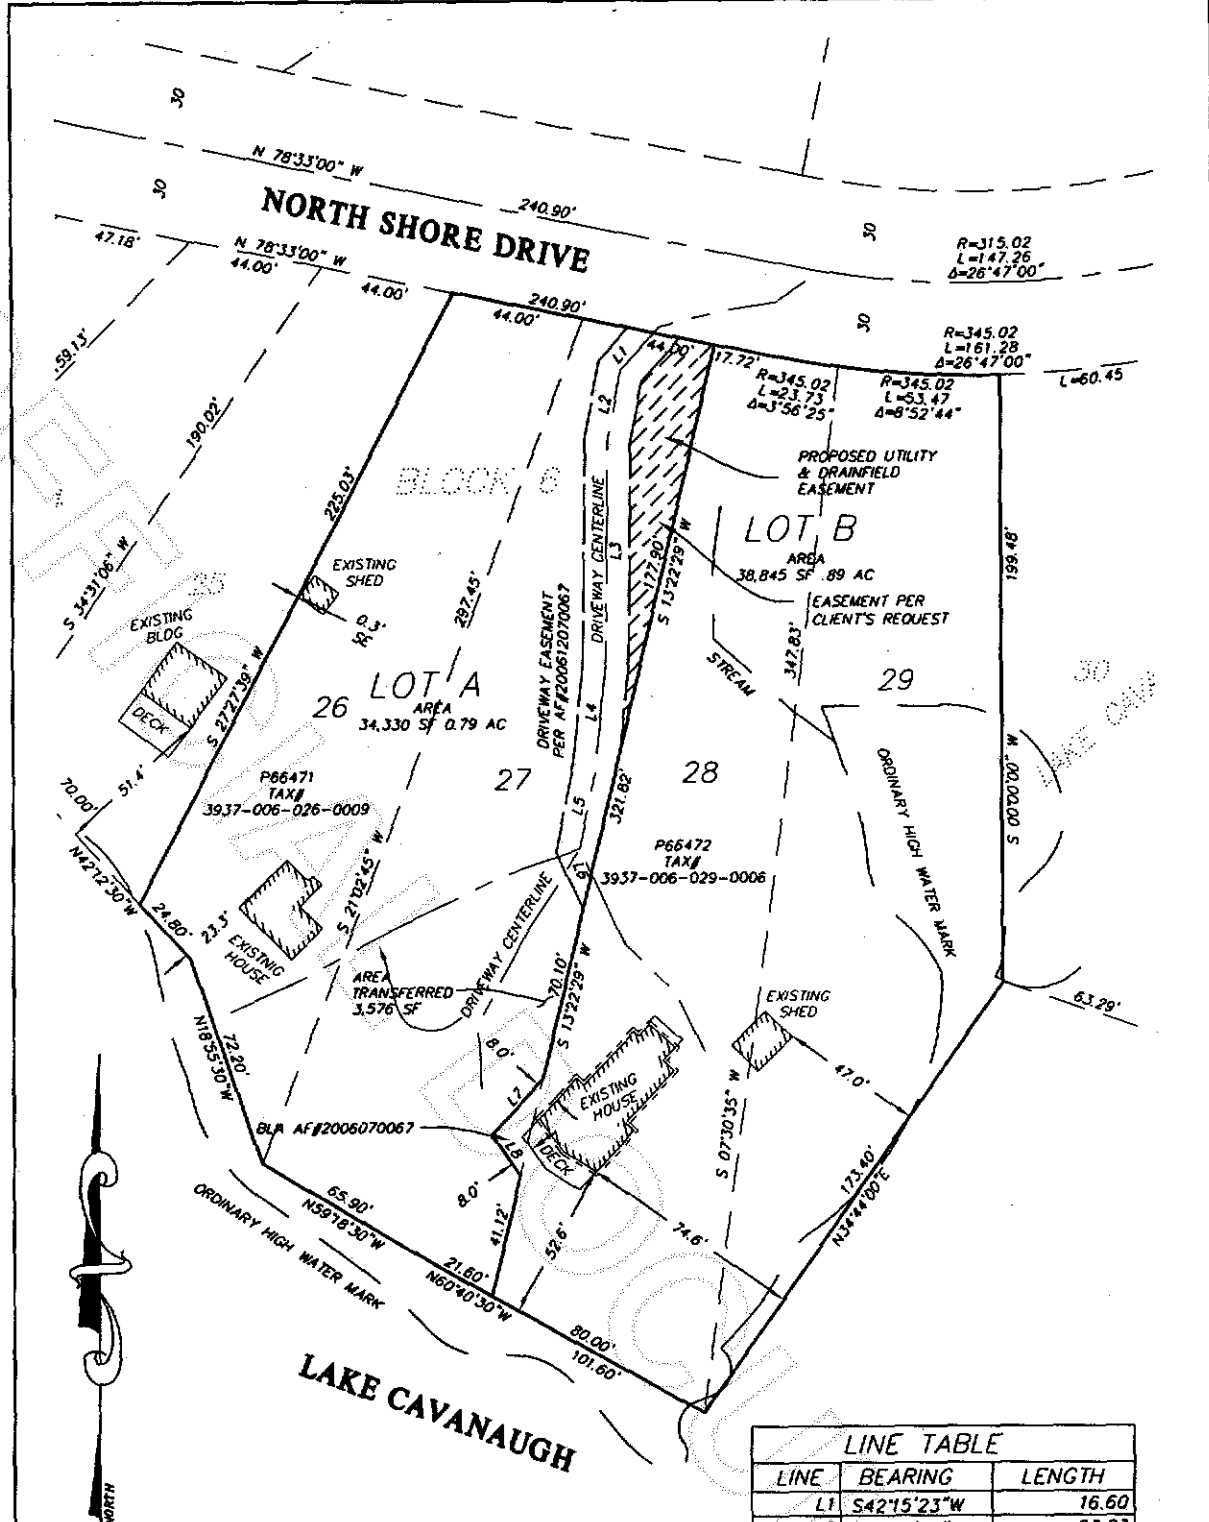 30
N 78°33'00" W
30
NORTH SHORE DRIVE
240.90'
30
R=315.02
L=147.26
Δ=26°47'00"
47.18'
N 78°33'00" W
44.00'
44.00'
240.90'
44.00'
44.00'
17.72'
30
R=345.02
L=161.28
Δ=26°47'00"
L=60.45
R=345.02
L=23.73
Δ=3°56'25"
R=345.02
L=53.47
Δ=8°52'44"
L1
L2
59.13'
190.02'
225.03'
BLOCK 6
PROPOSED UTILITY
& DRAINFIELD
EASEMENT
LOT B
AREA
38,845 SF .89 AC
EASEMENT PER
CLIENT'S REQUEST
199.48'
S 34°31'06" W
EXISTING
SHED
0.3'
297.45'
DRIVEWAY EASEMENT
PER AF#200612070067
DRIVEWAY CENTERLINE
L3
177.90'
S 13°22'29" W
STREAM
347.83'
EXISTING
BLDG
DECK
S 27°27'39" W
26
LOT A
AREA
34,330 SF 0.79 AC
L4
29
30
LAKE CAVA
51.4'
70.00'
P66471
TAX#
3937-006-026-0009
27
L5
321.82
28
ORDINARY HIGH WATER MARK
S 00°00'00" W
P66472
TAX#
3937-006-029-0006
N42°12'30"W
24.80'
23.3'
EXISTNIG
HOUSE
S 21°02'45" W
L6
DRIVEWAY CENTERLINE
AREA
TRANSFERRED
3,576 SF
70.10'
S 13°22'29" W
EXISTING
SHED
63.29'
N18°55'30"W
72.20'
8.0'
L7
EXISTING
HOUSE
47.0'
BLA AF#2006070067
L8
DECK
S 07°30'35" W
8.0'
173.40'
N34°44'00"E
65.90'
N59°18'30"W
ORDINARY HIGH WATER MARK
41.12'
52.6'
74.6'
21.60'
N60°40'30"W
80.00'
101.60'
LAKE CAVANAUGH
NORTH
LINE TABLE
LINE BEARING LENGTH
L1 S42°15'23"W 16.60